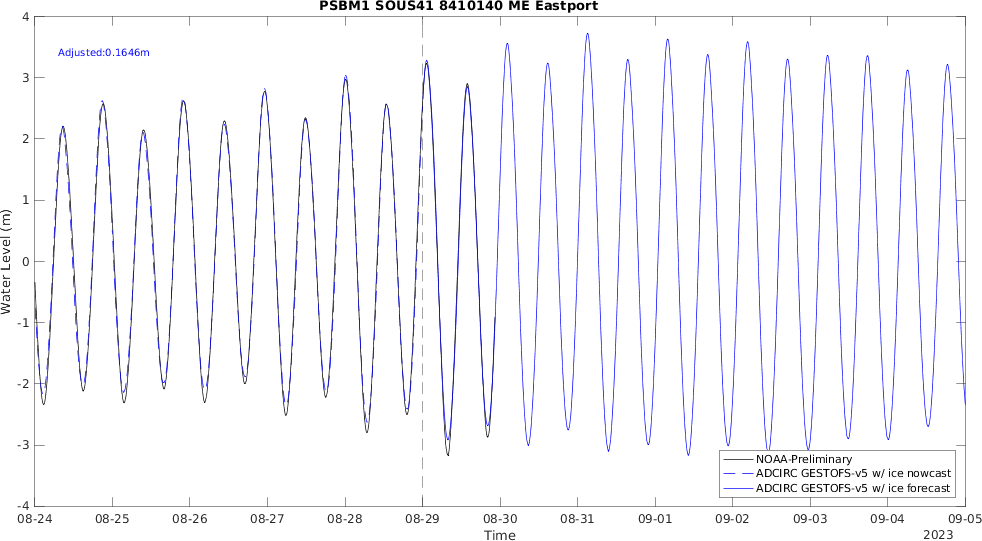 PSBM1 SOUS41 8410140 ME Eastport
Adjusted:0.1646m
4
3
2
1
0
-1
-2
-3
-4
Water Level (m)
NOAA-Preliminary
ADCIRC GESTOFS-v5 w/ ice nowcast
ADCIRC GESTOFS-v5 w/ ice forecast
08-24 08-25 08-26 08-27 08-28 08-29 08-30 08-31 09-01 09-02 09-03 09-04 09-05
Time
2023